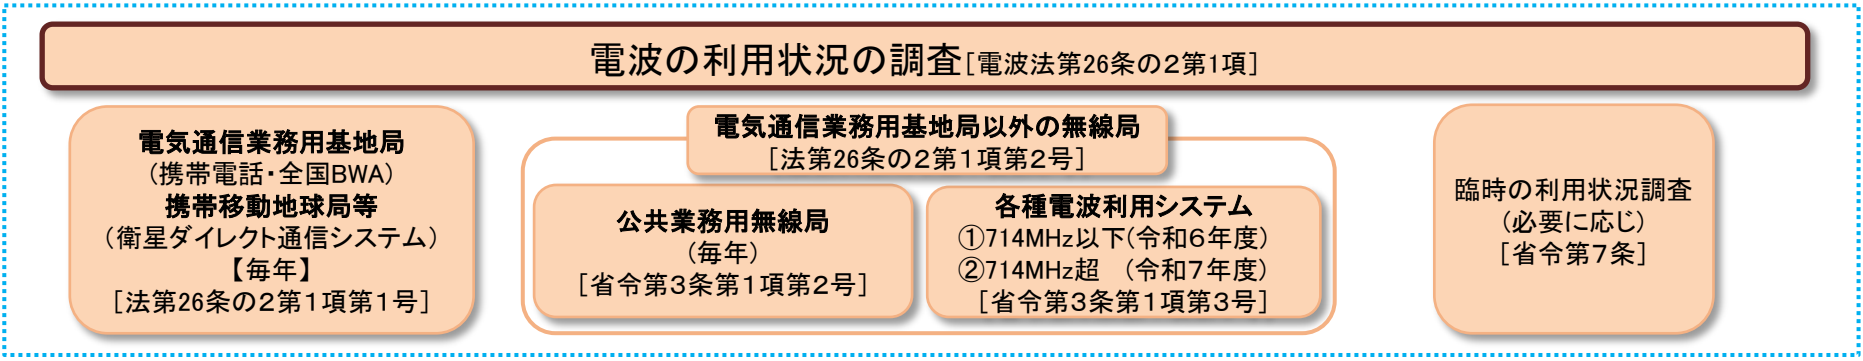 電波の利用状況の調査[電波法第26条の2第1項]
電気通信業務用基地局
(携帯電話・全国BWA)
携帯移動地球局等
(衛星ダイレクト通信システム)
【毎年】
[法第26条の2第1項第1号]
電気通信業務用基地局以外の無線局
[法第26条の2第1項第2号]
公共業務用無線局
(毎年)
[省令第3条第1項第2号]
各種電波利用システム
①714MHz以下(令和6年度)
②714MHz超 (令和7年度)
[省令第3条第1項第3号]
臨時の利用状況調査
(必要に応じ)
[省令第7条]